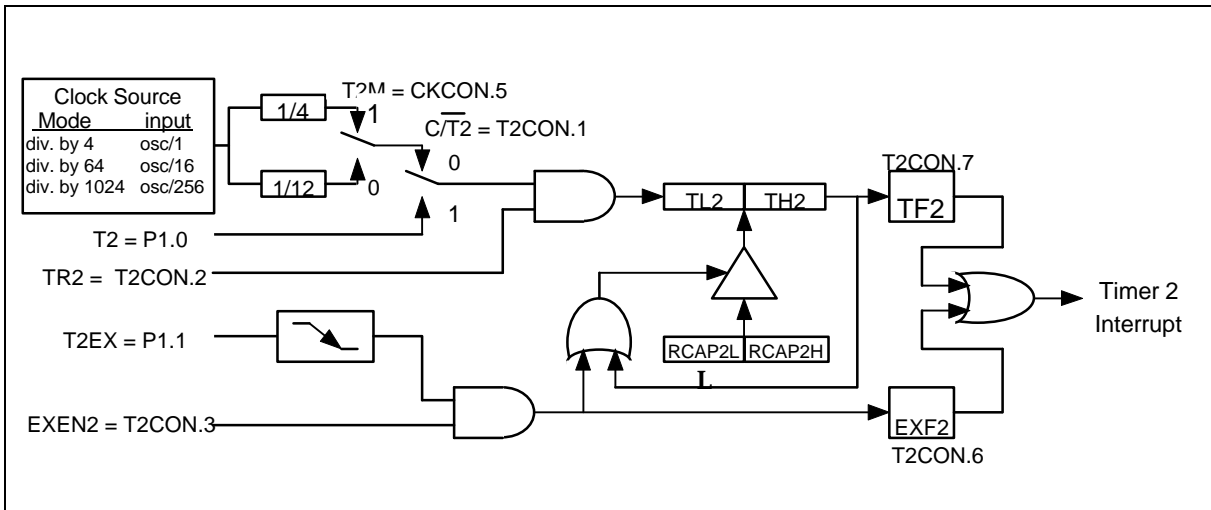 Clock Source
Mode input
div. by 4 osc/1
div. by 64 osc/16
div. by 1024 osc/256
1/4
1/12
T2M = CKCON.5
1
0
C/T2 = T2CON.1
0
1
T2 = P1.0
TR2 = T2CON.2
T2EX = P1.1
EXEN2 = T2CON.3
TL2
TH2
RCAP2L
RCAP2H
L
T2CON.7
TF2
EXF2
T2CON.6
Timer 2
Interrupt